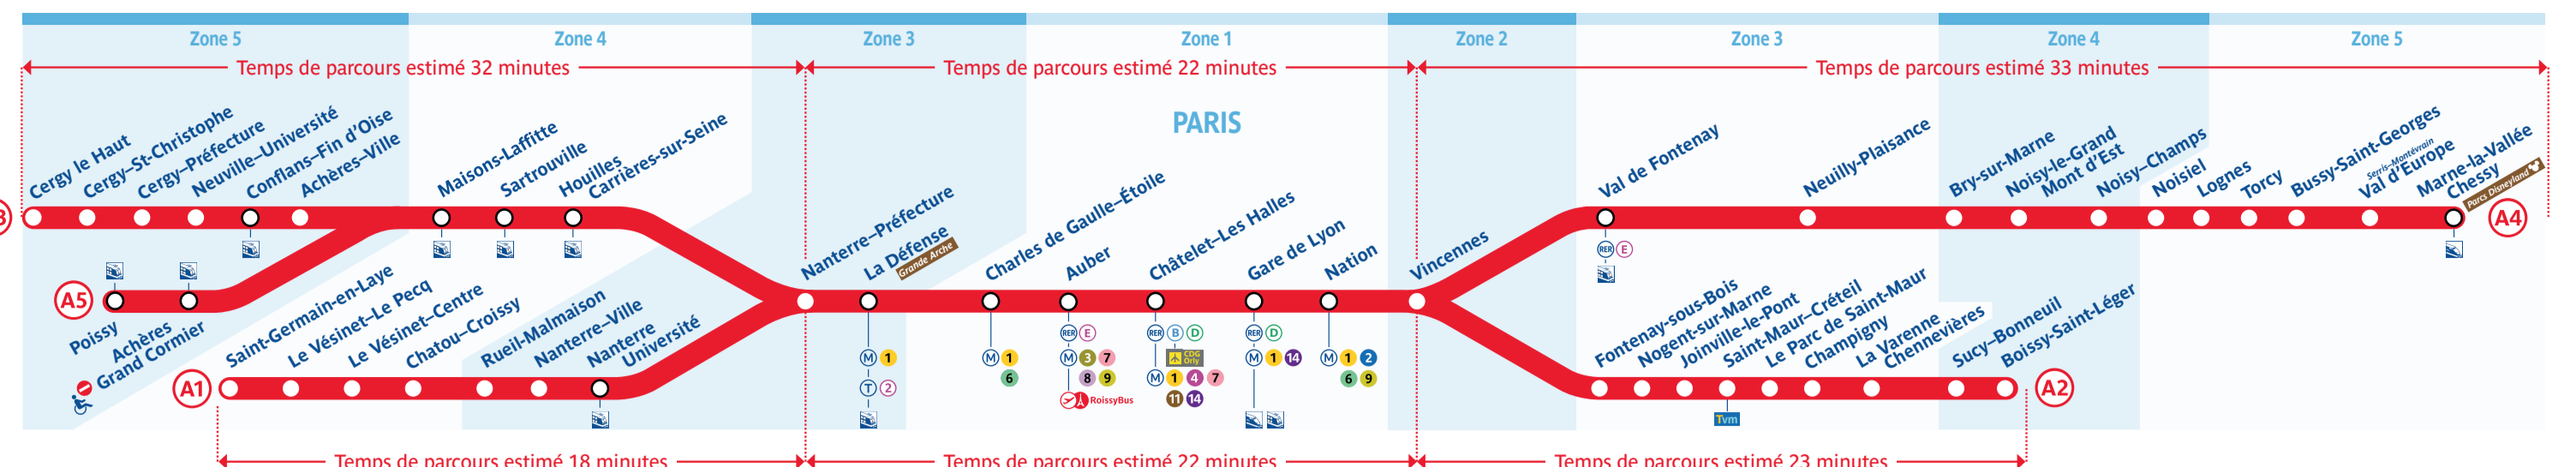 Zone 5
Zone 4
Zone 3
Zone 1
Zone 2
Zone 3
Zone 4
Zone 5
Temps de parcours estimé 32 minutes
Temps de parcours estimé 22 minutes
Temps de parcours estimé 33 minutes
PARIS
3
Cergy le Haut
Cergy–St-Christophe
Cergy–Préfecture
Neuville–Université
Conflans–Fin d'Oise
Achères–Ville
Maisons-Laffitte
Sartrouville
Houilles
Carrières-sur-Seine
A5
Poissy
Achères
Grand Cormier
A1
Saint-Germain-en-Laye
Le Vésinet–Le Pecq
Le Vésinet–Centre
Chatou–Croissy
Rueil-Malmaison
Nanterre–Ville
Nanterre
Université
Nanterre–Préfecture
La Défense
Grande Arche
M 1
T 2
Charles de Gaulle–Étoile
M 1
6
Auber
RER E
M 3 7
8 9
RoissyBus
Châtelet–Les Halles
RER B D
CDG
Orly
M 1 4 7
11 14
Gare de Lyon
RER D
M 1 14
Nation
M 1 2
6 9
Vincennes
Val de Fontenay
RER E
Neuilly-Plaisance
Bry-sur-Marne
Noisy-le-Grand
Mont d'Est
Noisy–Champs
Noisiel
Lognes
Torcy
Bussy-Saint-Georges
Serris–Montévrain
Val d'Europe
Marne-la-Vallée
Chessy
Parcs Disneyland
A4
Fontenay-sous-Bois
Nogent-sur-Marne
Joinville-le-Pont
Saint-Maur–Créteil
Tvm
Le Parc de Saint-Maur
Champigny
La Varenne
Chennevières
Sucy–Bonneuil
Boissy-Saint-Léger
A2
Temps de parcours estimé 18 minutes
Temps de parcours estimé 22 minutes
Temps de parcours estimé 23 minutes